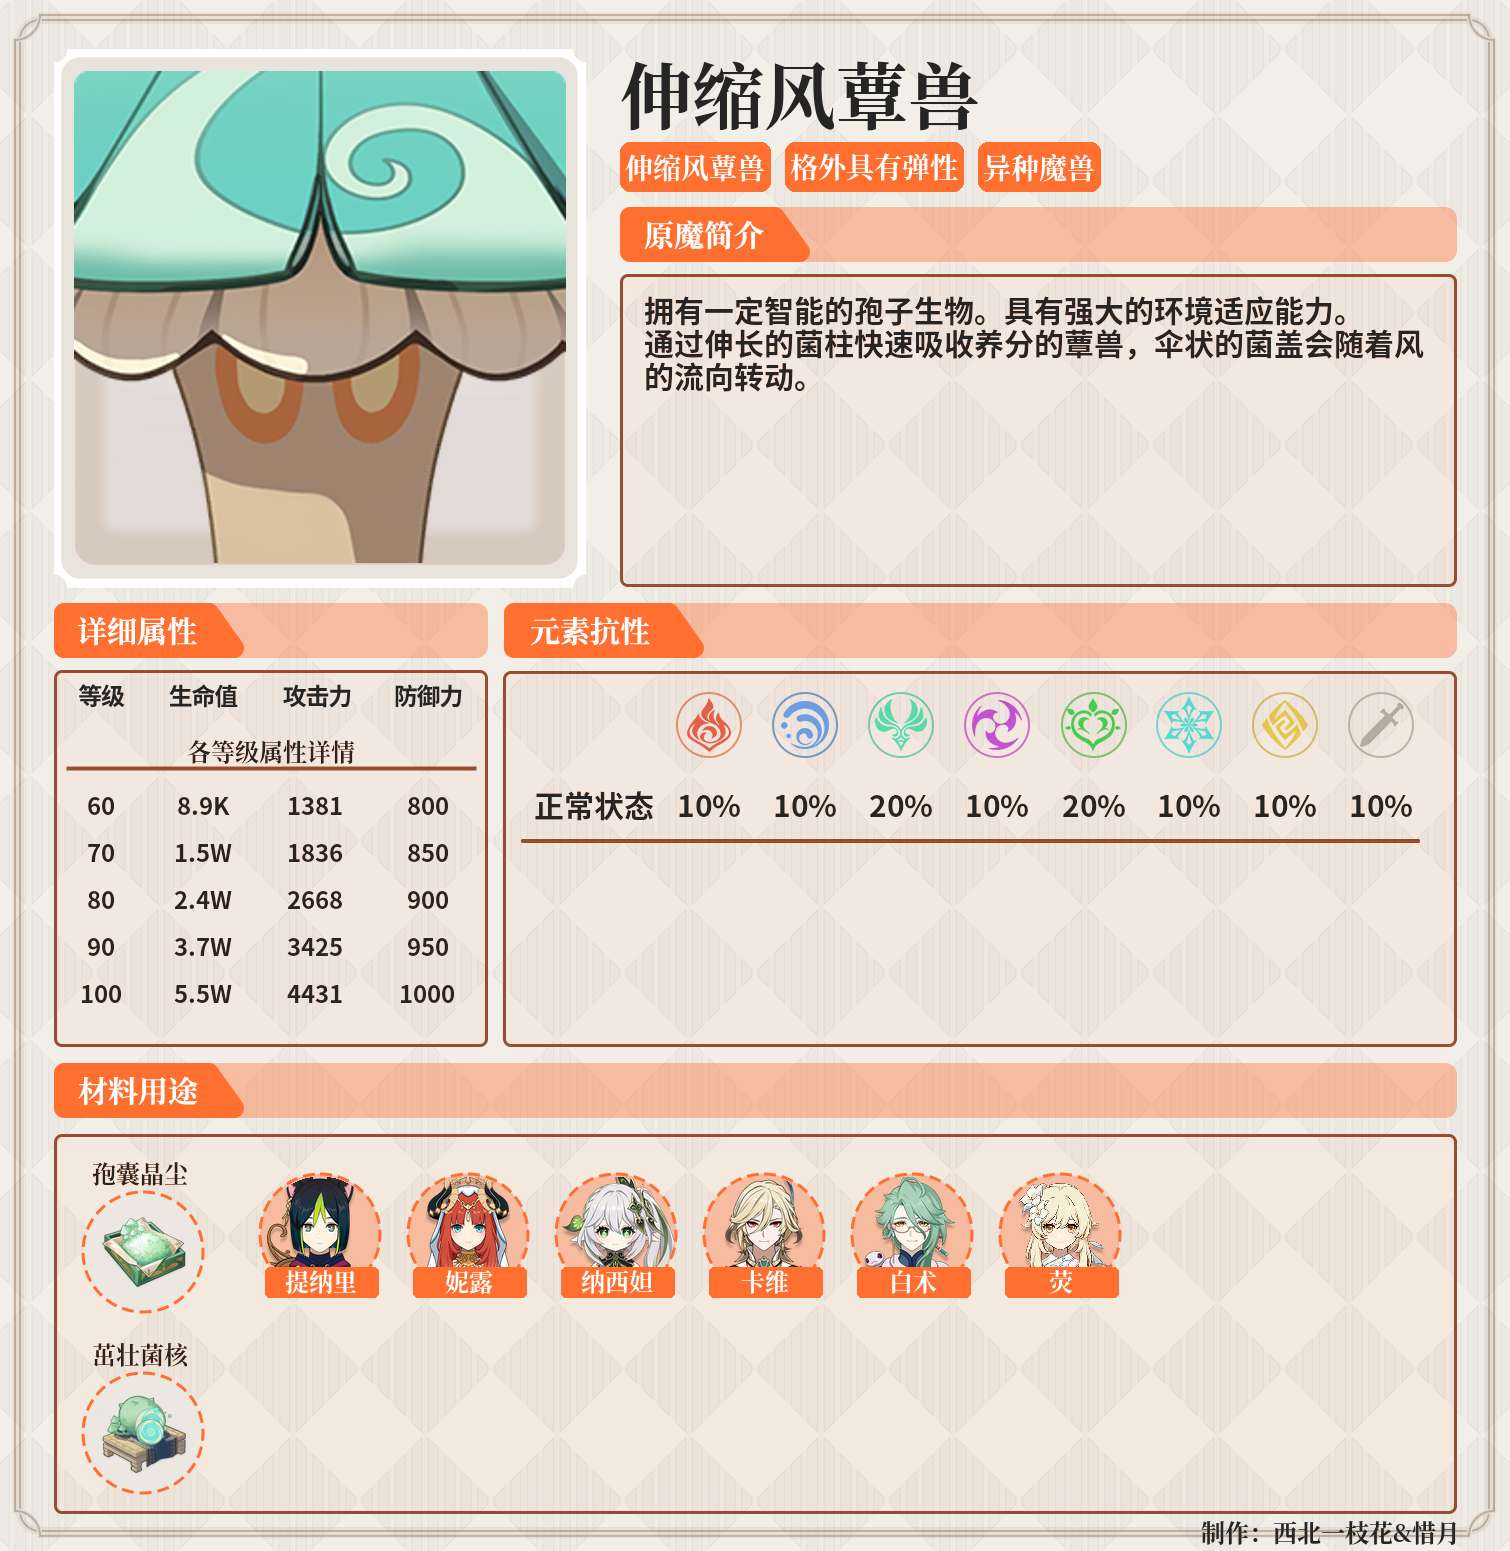 伸缩风蕈兽
伸缩风蕈兽 格外具有弹性 异种魔兽
原魔简介
拥有一定智能的孢子生物。具有强大的环境适应能力。
通过伸长的菌柱快速吸收养分的蕈兽，伞状的菌盖会随着风
的流向转动。
详细属性
等级 生命值 攻击力 防御力
各等级属性详情
60 8.9K 1381 800
70 1.5W 1836 850
80 2.4W 2668 900
90 3.7W 3425 950
100 5.5W 4431 1000
元素抗性
正常状态 10% 10% 20% 10% 20% 10% 10% 10%
材料用途
孢囊晶尘
提纳里 妮露 纳西妲 卡维 白术 荧
茁壮菌核
制作：西北一枝花&惜月